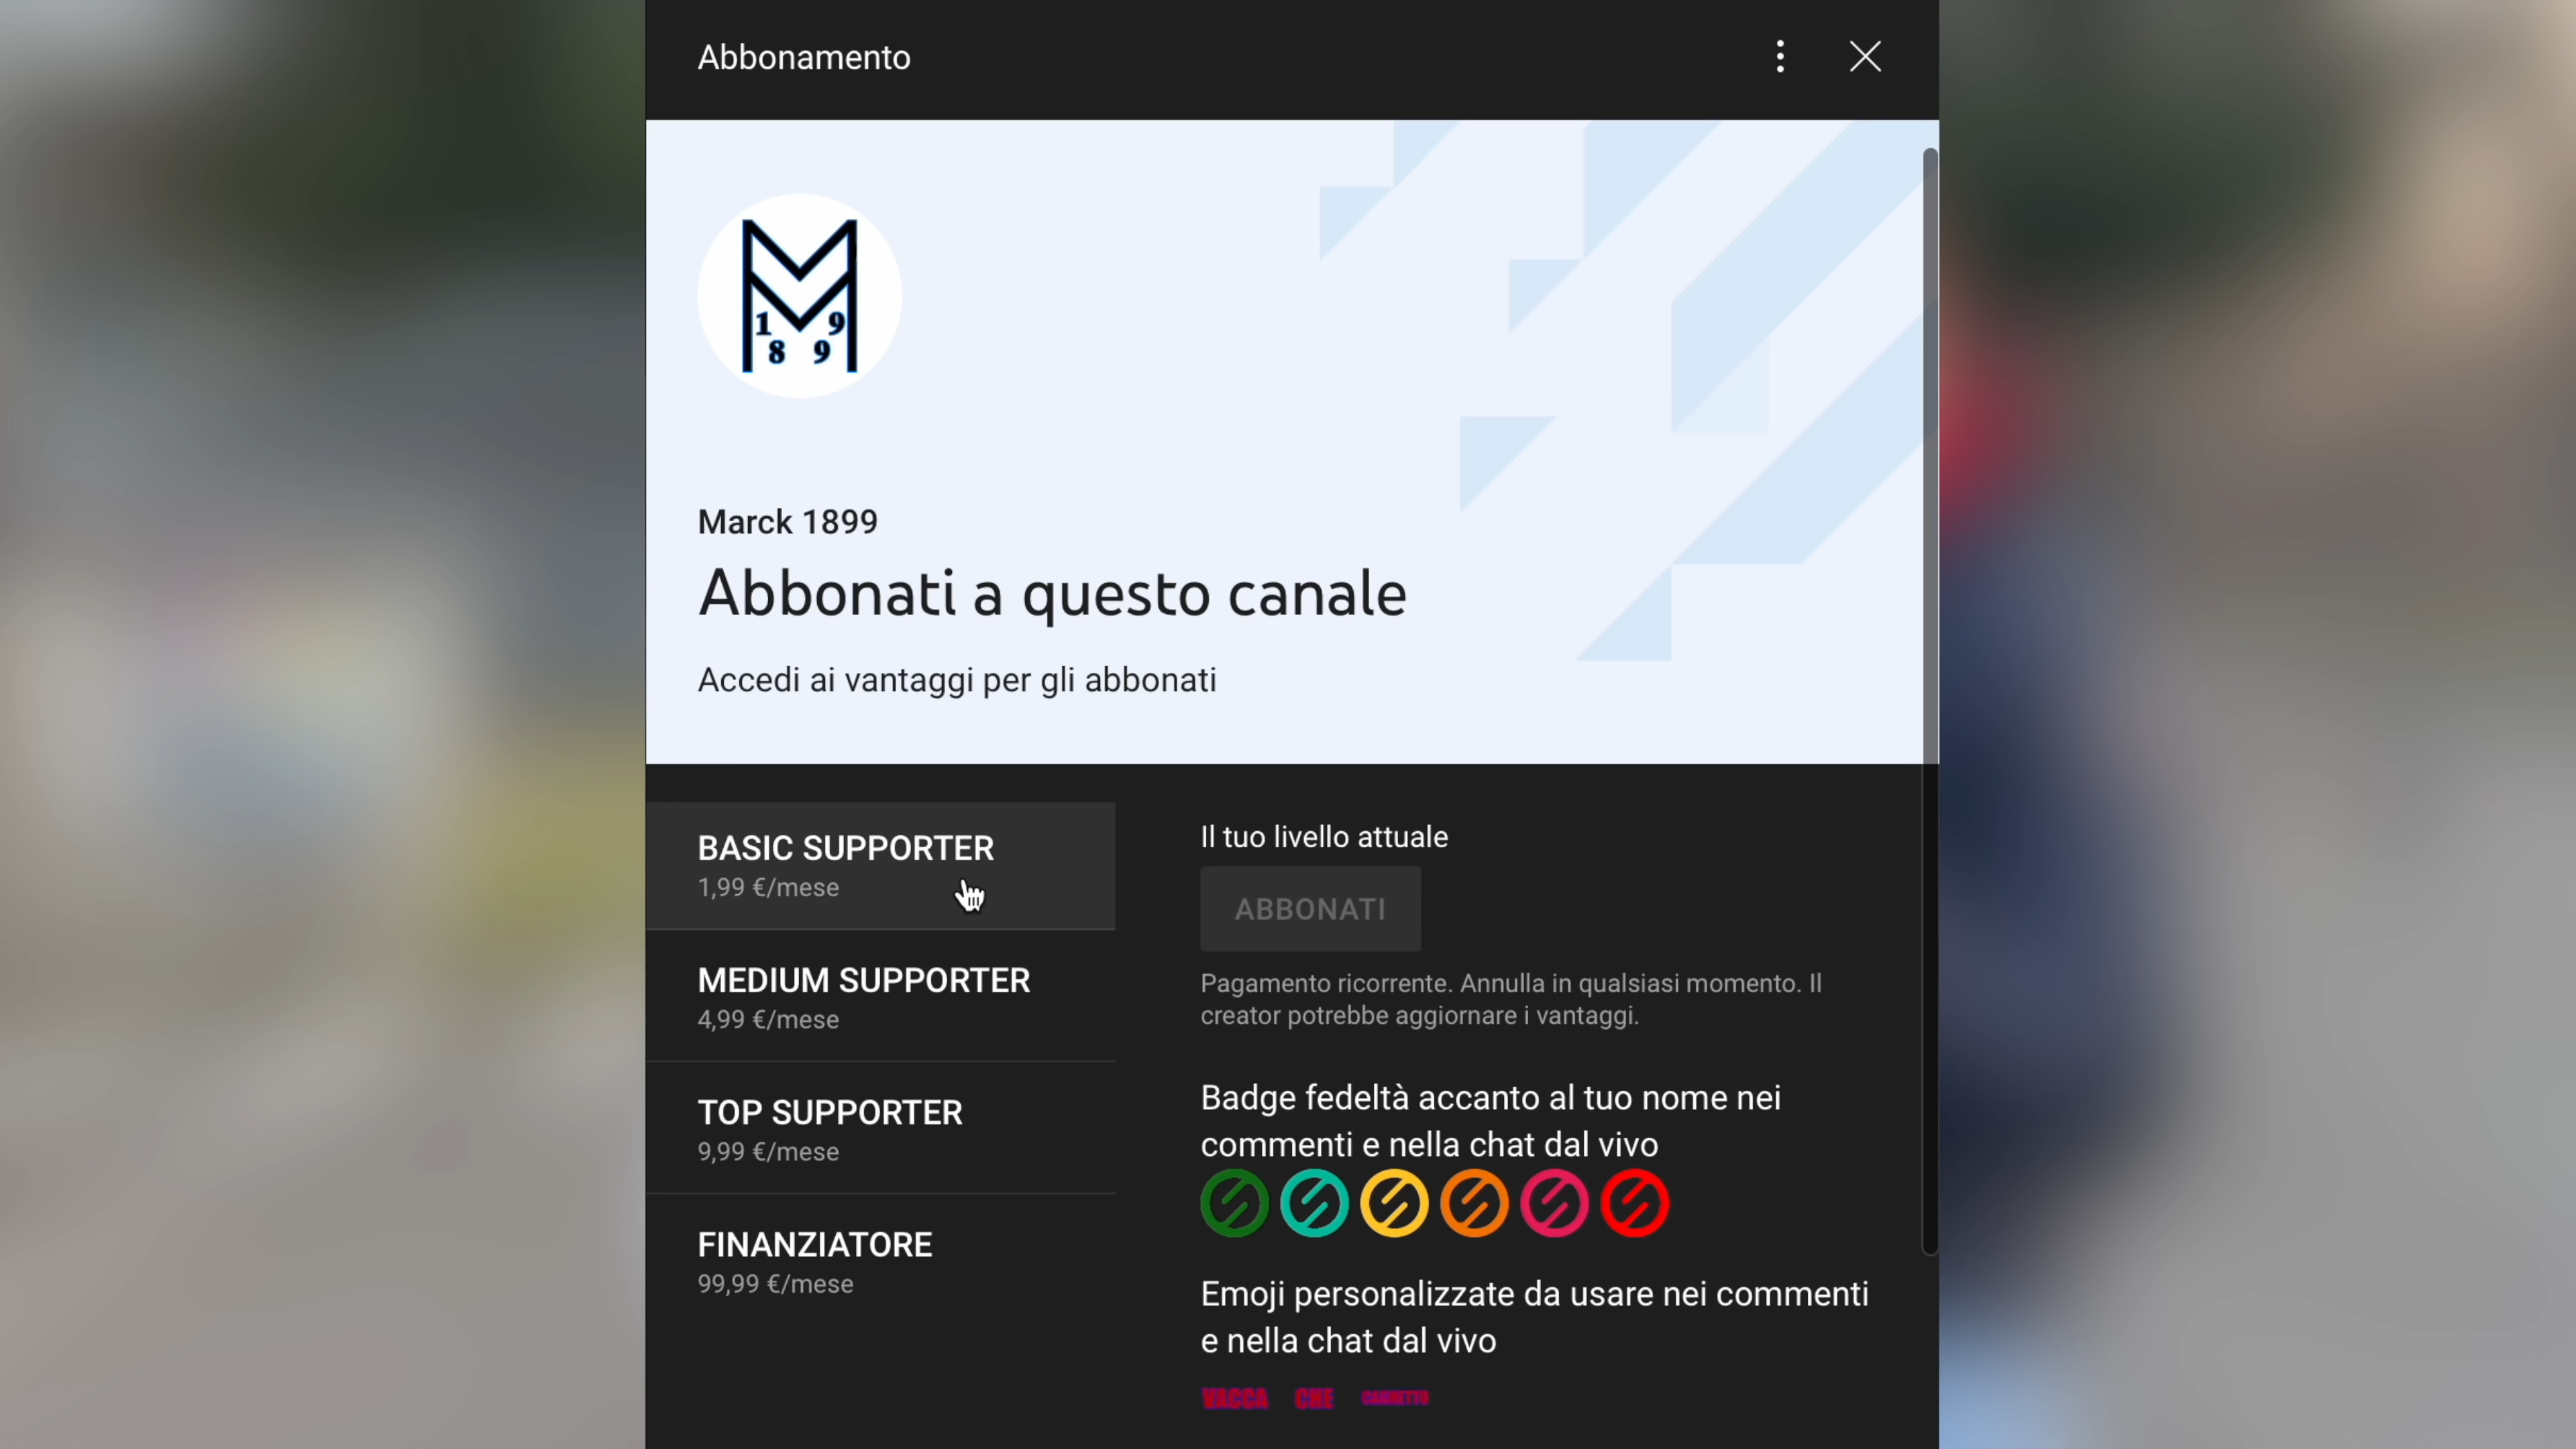 Abbonamento
1 9
8 9
Marck 1899
Abbonati a questo canale
Accedi ai vantaggi per gli abbonati
BASIC SUPPORTER
1,99 €/mese
MEDIUM SUPPORTER
4,99 €/mese
TOP SUPPORTER
9,99 €/mese
FINANZIATORE
99,99 €/mese
Il tuo livello attuale
ABBONATI
Pagamento ricorrente. Annulla in qualsiasi momento. Il
creator potrebbe aggiornare i vantaggi.
Badge fedeltà accanto al tuo nome nei
commenti e nella chat dal vivo
Emoji personalizzate da usare nei commenti
e nella chat dal vivo
VACCA CHE